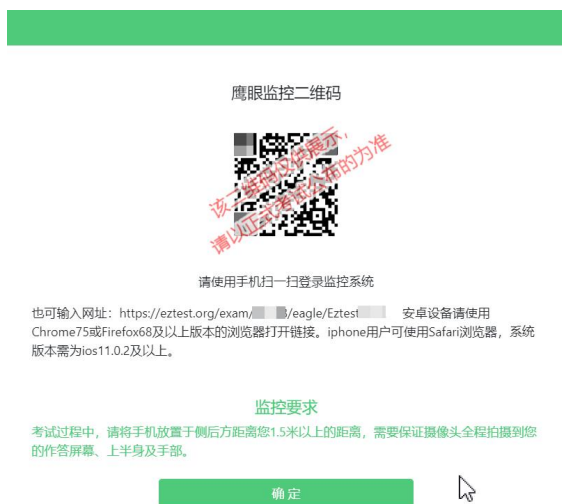 鹰眼监控二维码
该二维码仅供展示，
请以正式考试公布的为准
请使用手机扫一扫登录监控系统
也可输入网址：https://eztest.org/exam/ /eagle/Eztest 安卓设备请使用
Chrome75或Firefox68及以上版本的浏览器打开链接。iphone用户可使用Safari浏览器，系统
版本需为ios11.0.2及以上。
监控要求
考试过程中，请将手机放置于侧后方距离您1.5米以上的距离，需要保证摄像头全程拍摄到您
的作答屏幕、上半身及手部。
确定